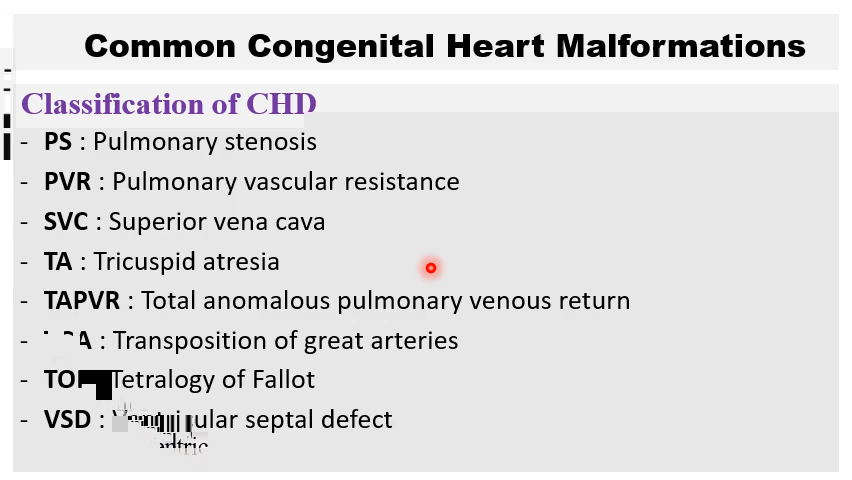 Common Congenital Heart Malformations
Classification of CHD
- PS : Pulmonary stenosis
- PVR : Pulmonary vascular resistance
- SVC : Superior vena cava
- TA : Tricuspid atresia
- TAPVR : Total anomalous pulmonary venous return
- : Transposition of great arteries
- Tetralogy of Fallot
- VSD : septal defect